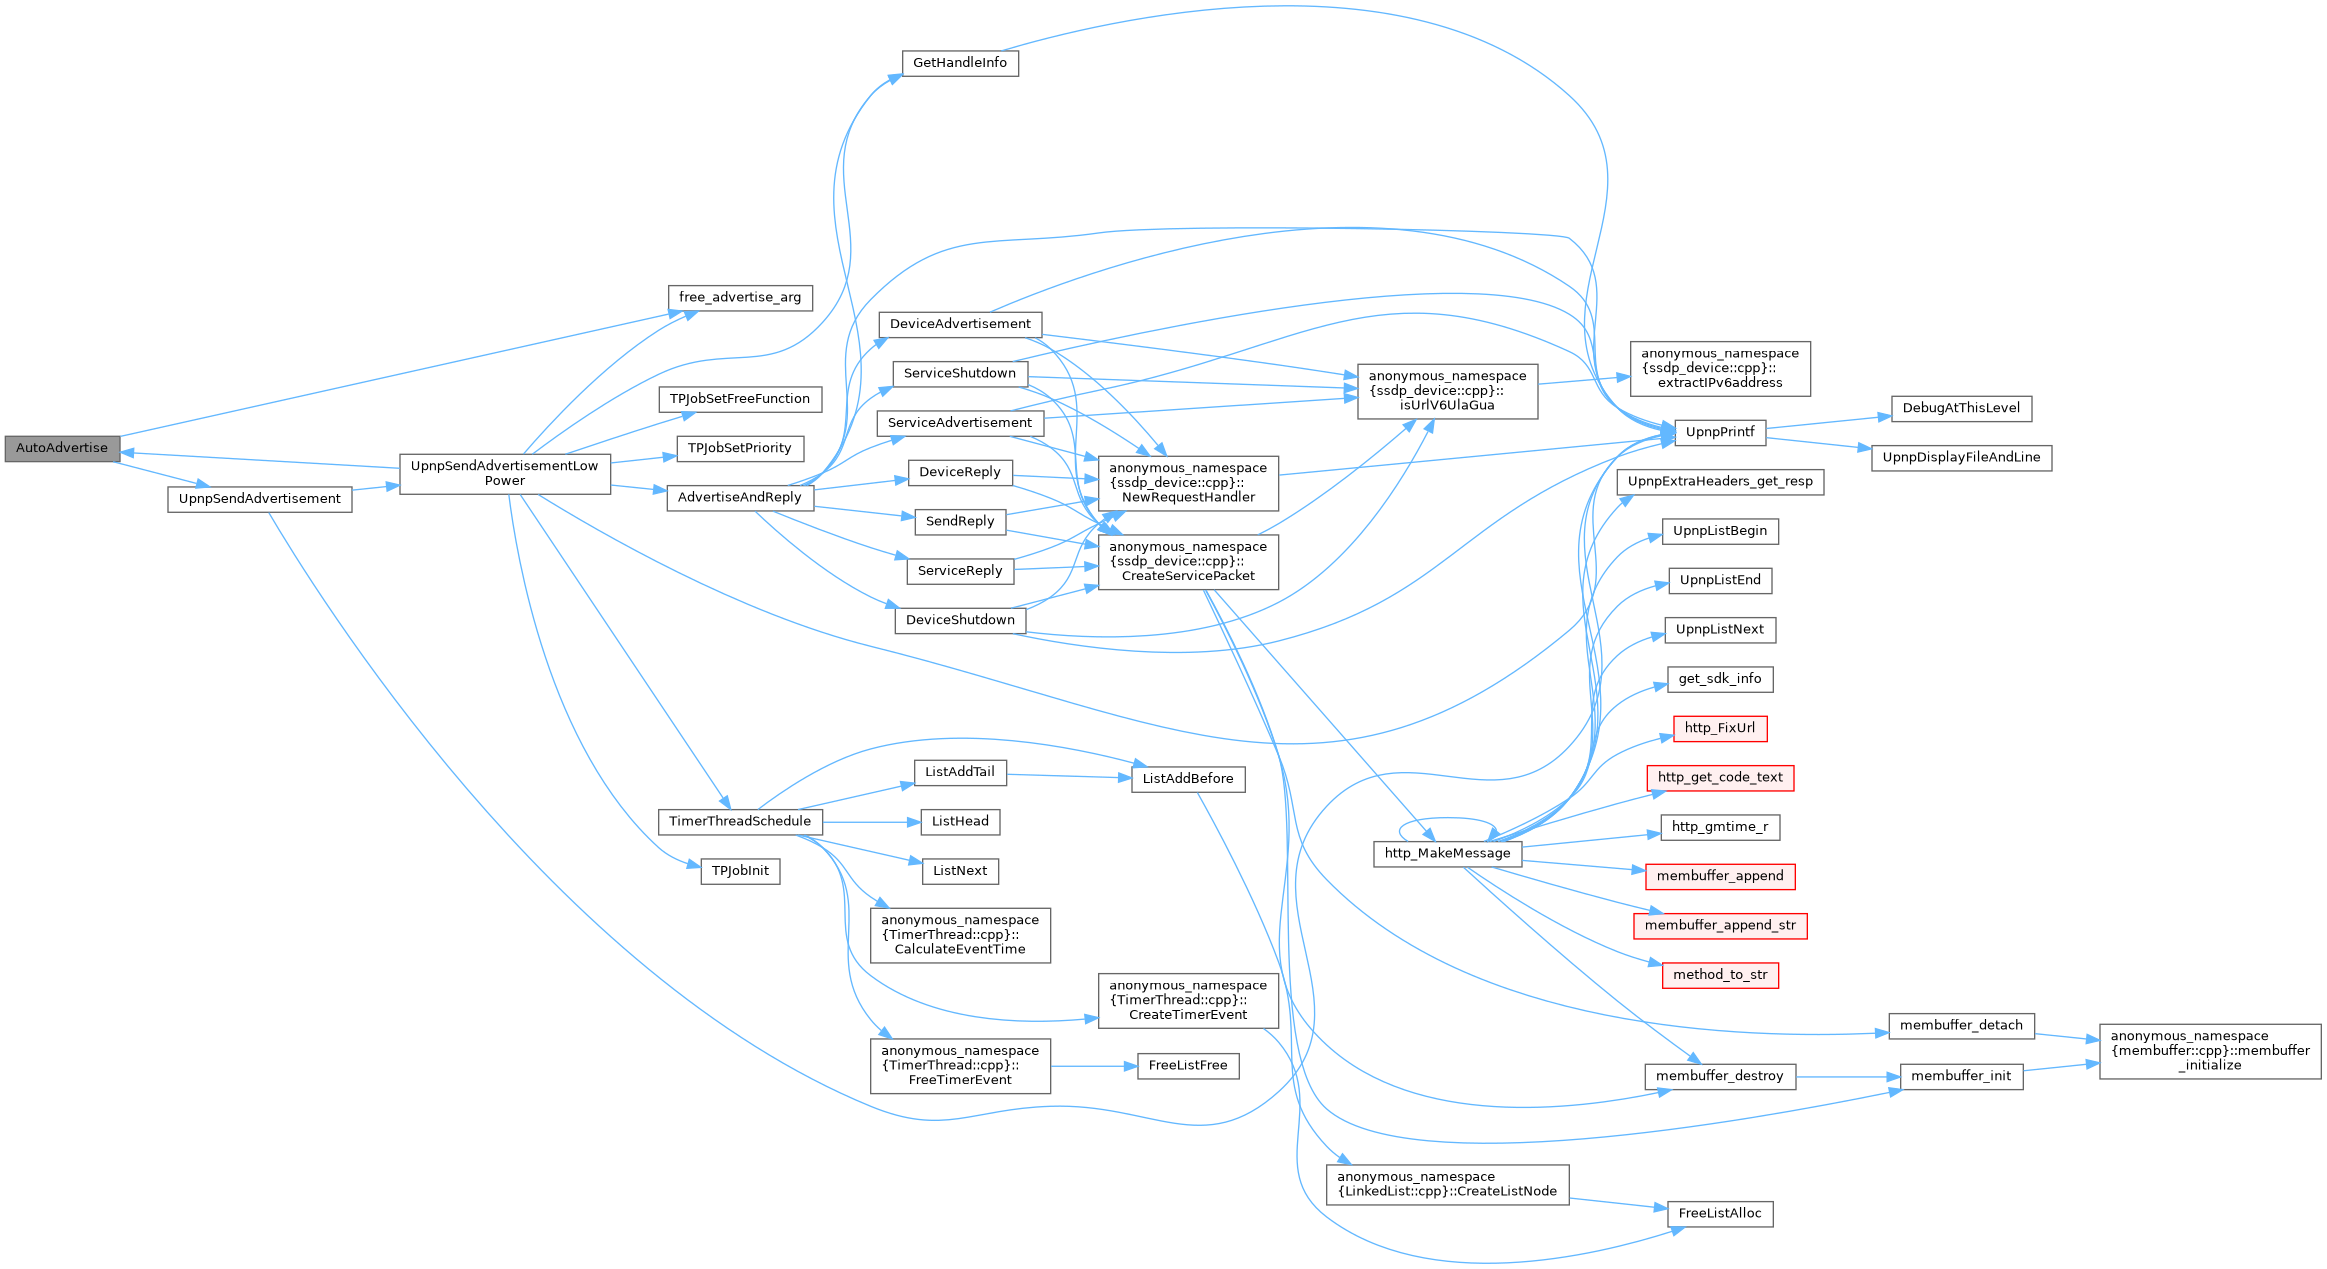 AutoAdvertise
UpnpSendAdvertisement
UpnpSendAdvertisementLow
Power
free_advertise_arg
TPJobSetFreeFunction
TPJobSetPriority
AdvertiseAndReply
TimerThreadSchedule
TPJobInit
GetHandleInfo
DeviceAdvertisement
ServiceShutdown
ServiceAdvertisement
DeviceReply
SendReply
ServiceReply
DeviceShutdown
ListAddTail
ListHead
ListNext
anonymous_namespace
{TimerThread::cpp}::
CalculateEventTime
anonymous_namespace
{TimerThread::cpp}::
FreeTimerEvent
anonymous_namespace
{ssdp_device::cpp}::
NewRequestHandler
anonymous_namespace
{ssdp_device::cpp}::
CreateServicePacket
ListAddBefore
anonymous_namespace
{TimerThread::cpp}::
CreateTimerEvent
FreeListFree
anonymous_namespace
{ssdp_device::cpp}::
isUrlV6UlaGua
http_MakeMessage
anonymous_namespace
{LinkedList::cpp}::CreateListNode
anonymous_namespace
{ssdp_device::cpp}::
extractIPv6address
UpnpPrintf
UpnpExtraHeaders_get_resp
UpnpListBegin
UpnpListEnd
UpnpListNext
get_sdk_info
http_FixUrl
http_get_code_text
http_gmtime_r
membuffer_append
membuffer_append_str
method_to_str
membuffer_destroy
FreeListAlloc
DebugAtThisLevel
UpnpDisplayFileAndLine
membuffer_detach
membuffer_init
anonymous_namespace
{membuffer::cpp}::membuffer
_initialize